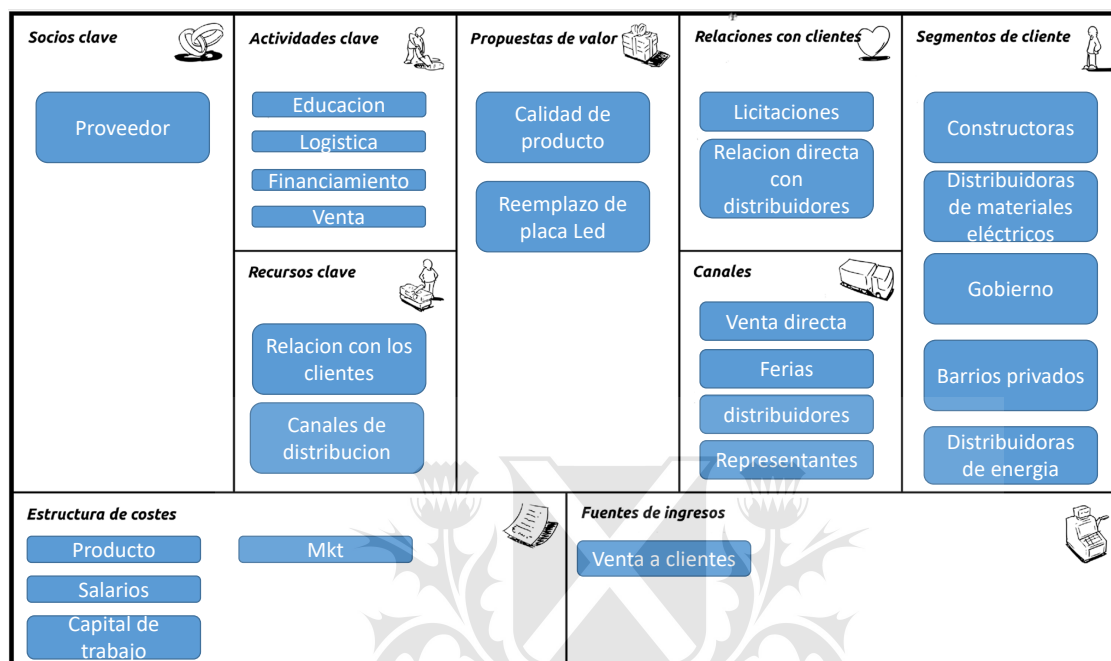 Socios clave
Proveedor
Actividades clave
Educacion
Logistica
Financiamiento
Venta
Recursos clave
Relacion con los
clientes
Canales de
distribucion
Propuestas de valor
Calidad de
producto
Reemplazo de
placa Led
Relaciones con clientes
Licitaciones
Relacion directa
con
distribuidores
Canales
Venta directa
Ferias
distribuidores
Representantes
Segmentos de cliente
Constructoras
Distribuidoras
de materiales
eléctricos
Gobierno
Barrios privados
Distribuidoras
de energia
Estructura de costes
Producto
Mkt
Salarios
Capital de
trabajo
Fuentes de ingresos
Venta a clientes